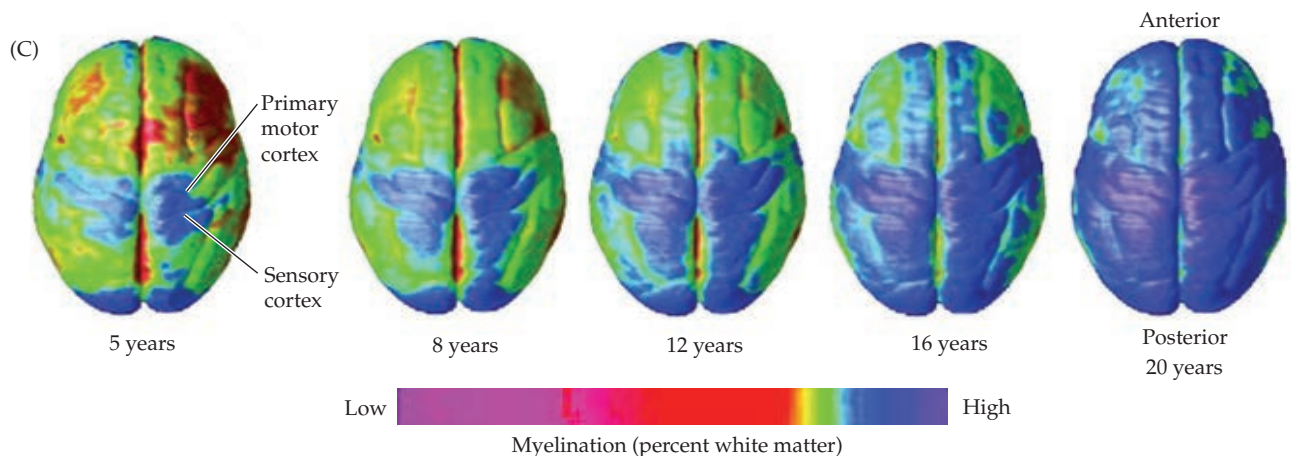 (C)
Anterior
Primary
motor
cortex
Sensory
cortex
5 years
8 years
12 years
16 years
Posterior
20 years
Low
High
Myelination (percent white matter)